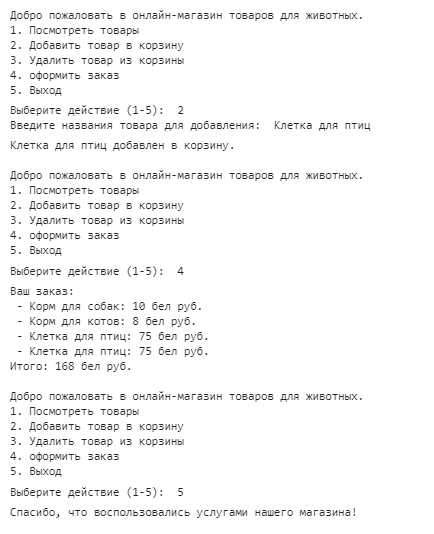 Добро пожаловать в онлайн-магазин товаров для животных.
1. Посмотреть товары
2. Добавить товар в корзину
3. Удалить товар из корзины
4. оформить заказ
5. Выход
Выберите действие (1-5):  2
Введите названия товара для добавления:  Клетка для птиц
Клетка для птиц добавлен в корзину.
Добро пожаловать в онлайн-магазин товаров для животных.
1. Посмотреть товары
2. Добавить товар в корзину
3. Удалить товар из корзины
4. оформить заказ
5. Выход
Выберите действие (1-5):  4
Ваш заказ:
 - Корм для собак: 10 бел руб.
 - Корм для котов: 8 бел руб.
 - Клетка для птиц: 75 бел руб.
 - Клетка для птиц: 75 бел руб.
Итого: 168 бел руб.
Добро пожаловать в онлайн-магазин товаров для животных.
1. Посмотреть товары
2. Добавить товар в корзину
3. Удалить товар из корзины
4. оформить заказ
5. Выход
Выберите действие (1-5):  5
Спасибо, что воспользовались услугами нашего магазина!